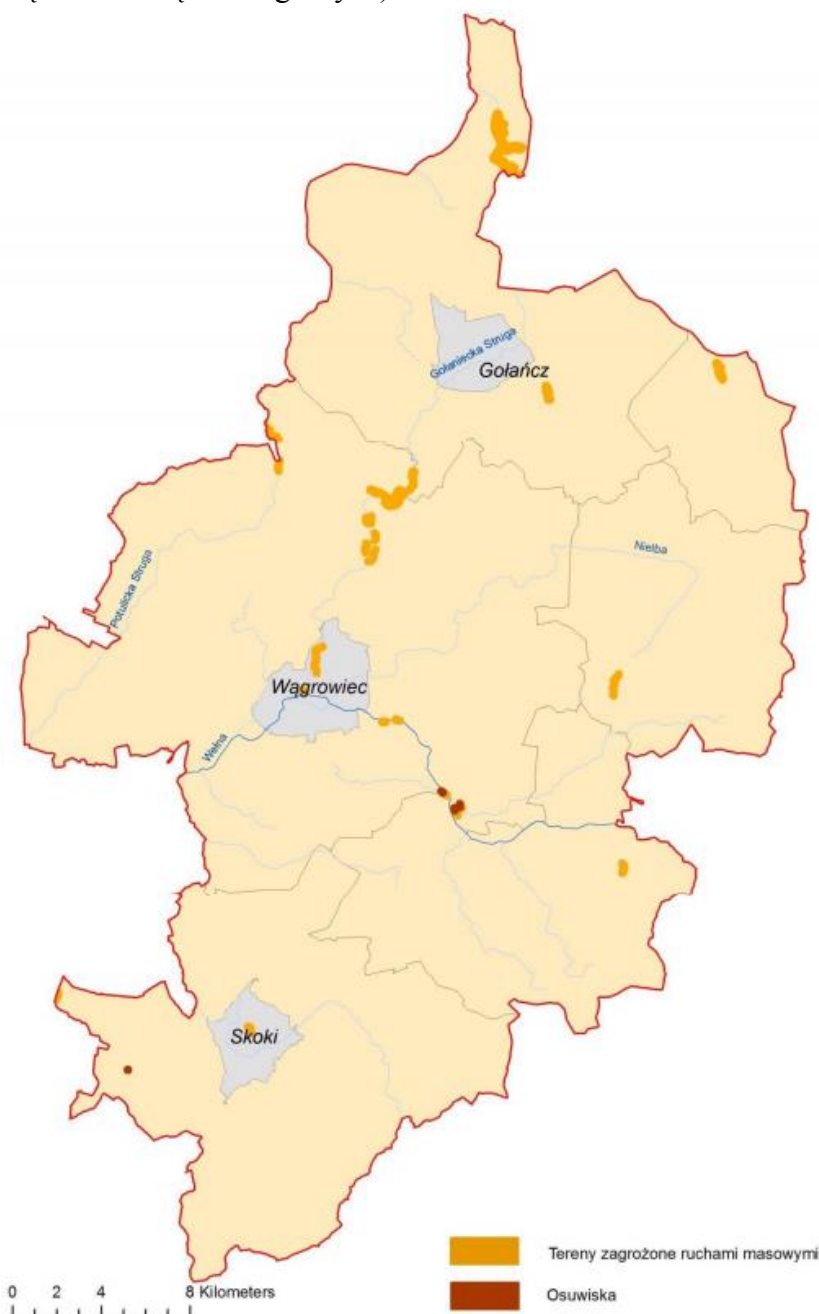 Gołaniecka Struga
Gołańcz
Potulicka Struga
Nielba
Wągrowiec
Wełna
Skoki
0 2 4 8 Kilometers
Tereny zagrożone ruchami masowymi
Osuwiska